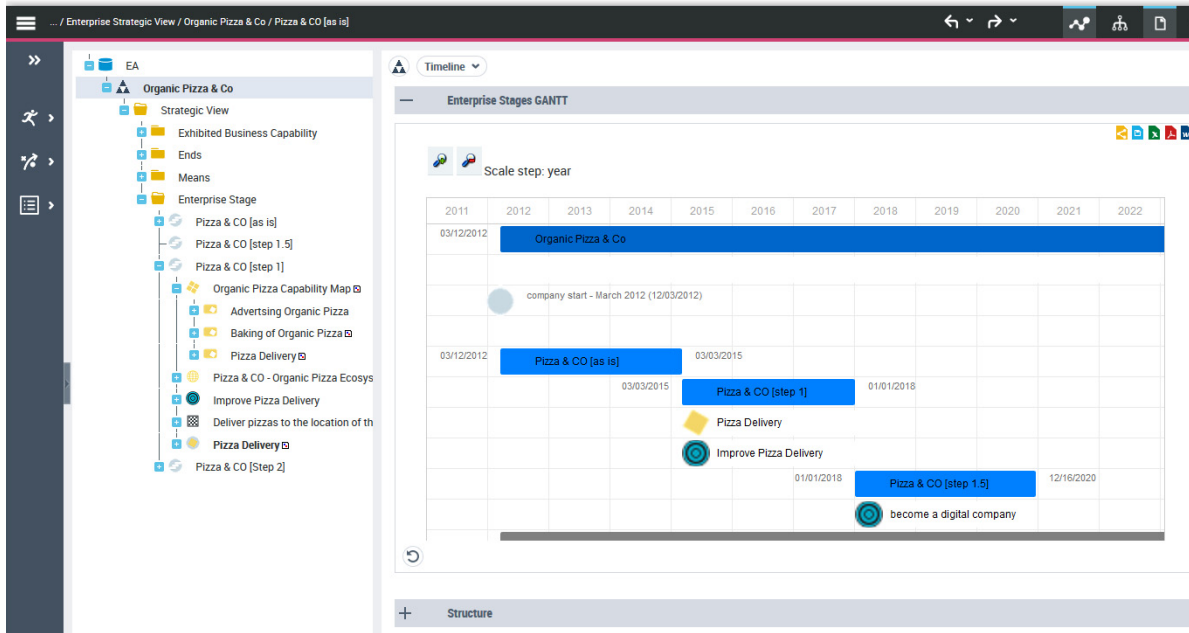 ... / Enterprise Strategic View / Organic Pizza & Co / Pizza & CO [as is]
EA
Organic Pizza & Co
Strategic View
Exhibited Business Capability
Ends
Means
Enterprise Stage
Pizza & CO [as is]
Pizza & CO [step 1.5]
Pizza & CO [step 1]
Organic Pizza Capability Map
Advertsing Organic Pizza
Baking of Organic Pizza
Pizza Delivery
Pizza & CO - Organic Pizza Ecosys
Improve Pizza Delivery
Deliver pizzas to the location of th
Pizza Delivery
Pizza & CO [Step 2]
Timeline
Enterprise Stages GANTT
Scale step: year
2011 2012 2013 2014 2015 2016 2017 2018 2019 2020 2021 2022
03/12/2012 Organic Pizza & Co
company start - March 2012 (12/03/2012)
03/12/2012 Pizza & CO [as is] 03/03/2015
03/03/2015 Pizza & CO [step 1] 01/01/2018
Pizza Delivery
Improve Pizza Delivery
01/01/2018 Pizza & CO [step 1.5] 12/16/2020
become a digital company
Structure